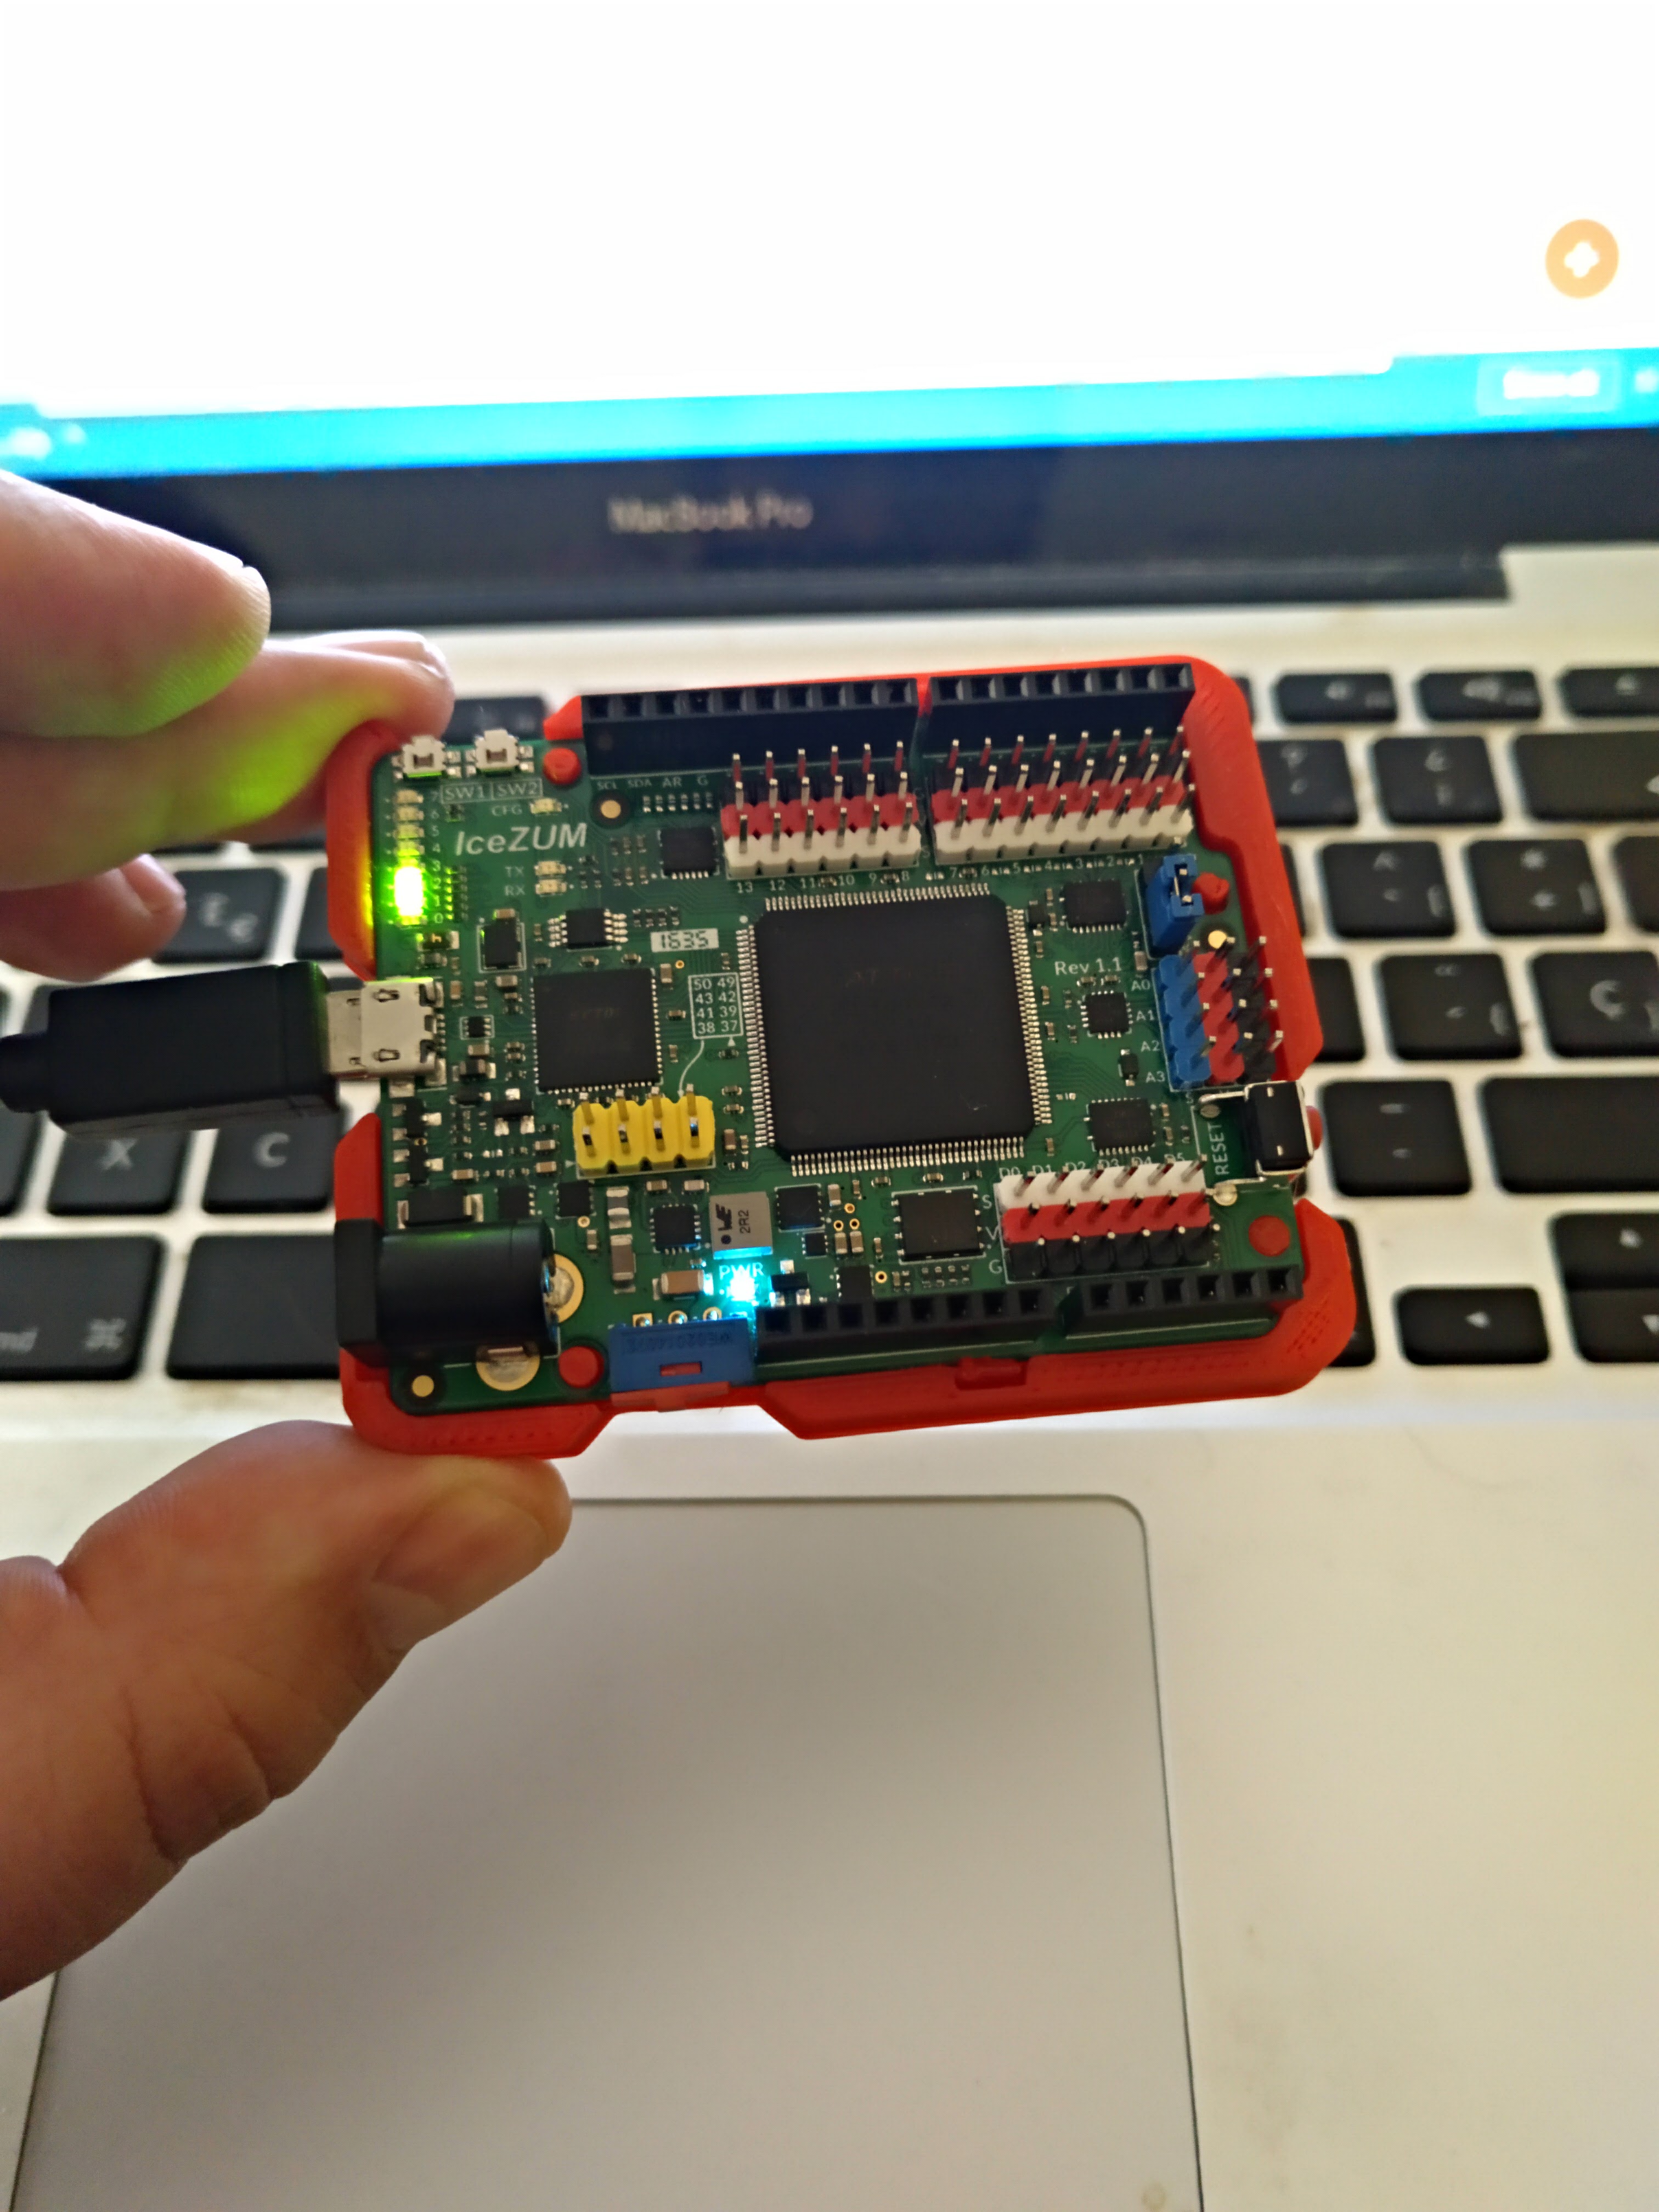 MacBook Pro
SCL SDA AR G
SW1 SW2
7
6
5
4
3
2
0
CFG
IceZUM
TX
RX
13 12 11 10 9 8 7 6 5 4 3 2 1
1635
50 49
43 42
41 39
38 37
Rev 1.1
A0
A1
A2
A3
RESET
D0 D1 D2 D3 D4 D5
S
V
G
WE
2R2
PWR
X
C
Ç
cmd ⌘